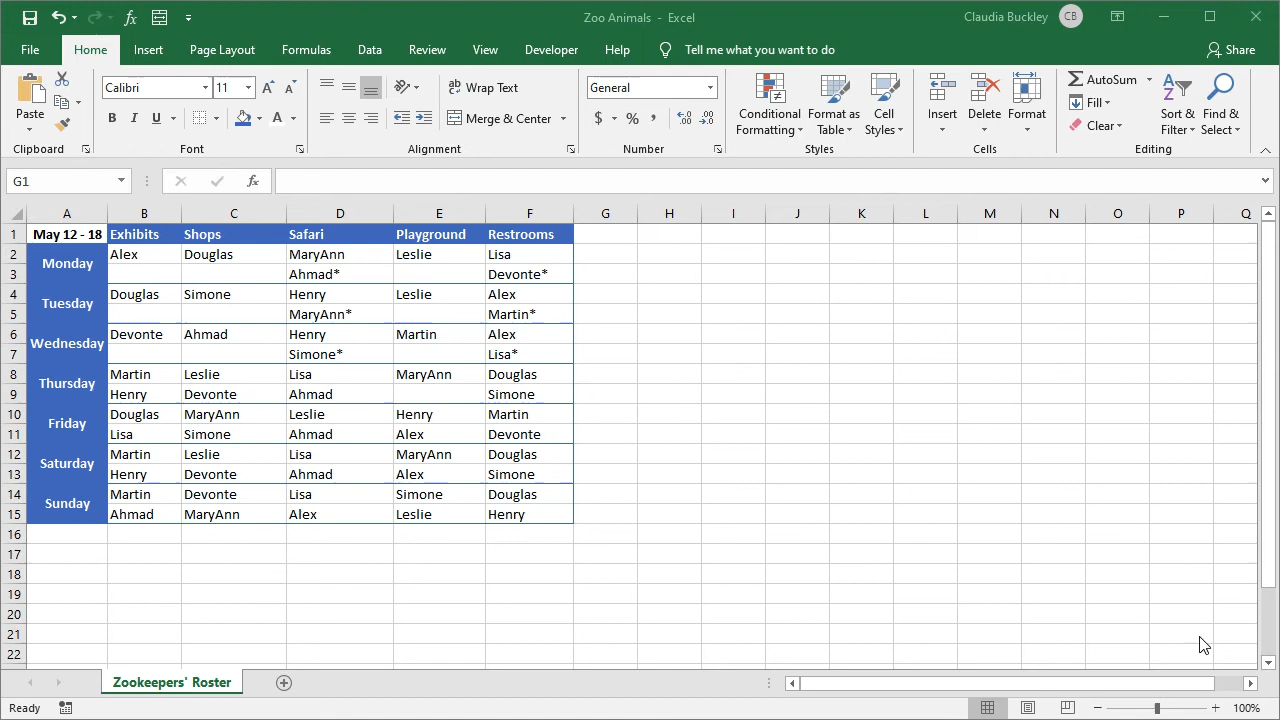 Zoo Animals - Excel
Claudia Buckley CB
File Home Insert Page Layout Formulas Data Review View Developer Help Tell me what you want to do Share
Calibri 11 General AutoSum
Wrap Text
Fill
Paste Merge & Center Conditional Formatting Format as Table Cell Styles Insert Delete Format Clear Sort & Filter Find & Select
Clipboard Font Alignment Number Styles Cells Editing
G1 fx
A B C D E F G H I J K L M N O P Q
1 May 12 - 18 Exhibits Shops Safari Playground Restrooms
2 Monday Alex Douglas MaryAnn Leslie Lisa
3 Ahmad* Devonte*
4 Tuesday Douglas Simone Henry Leslie Alex
5 MaryAnn* Martin*
6 Wednesday Devonte Ahmad Henry Martin Alex
7 Simone* Lisa*
8 Thursday Martin Leslie Lisa MaryAnn Douglas
9 Henry Devonte Ahmad Simone
10 Friday Douglas MaryAnn Leslie Henry Martin
11 Lisa Simone Ahmad Alex Devonte
12 Saturday Martin Leslie Lisa MaryAnn Douglas
13 Henry Devonte Ahmad Alex Simone
14 Sunday Martin Devonte Lisa Simone Douglas
15 Ahmad MaryAnn Alex Leslie Henry
16
17
18
19
20
21
22
Zookeepers' Roster
Ready 100%